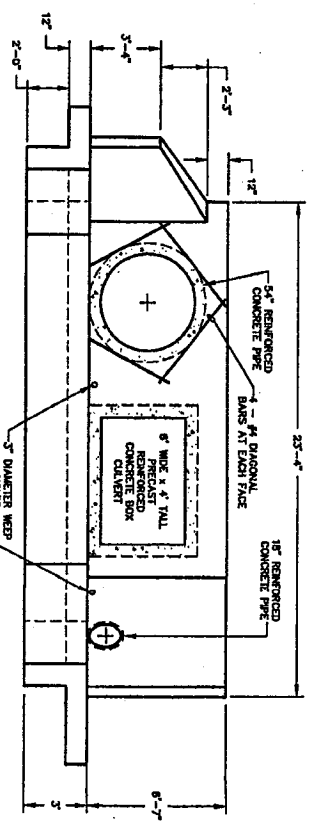 23'-4"
54" REINFORCED
CONCRETE PIPE
4 - #4 DIAGONAL
BARS AT EACH FACE
18" REINFORCED
CONCRETE PIPE
12"
2'-3"
3'-4"
12"
2'-0"
6' WIDE x 4' TALL
PRECAST
REINFORCED
CONCRETE BOX
CULVERT
6'-7"
3'
3" DIAMETER WEEP